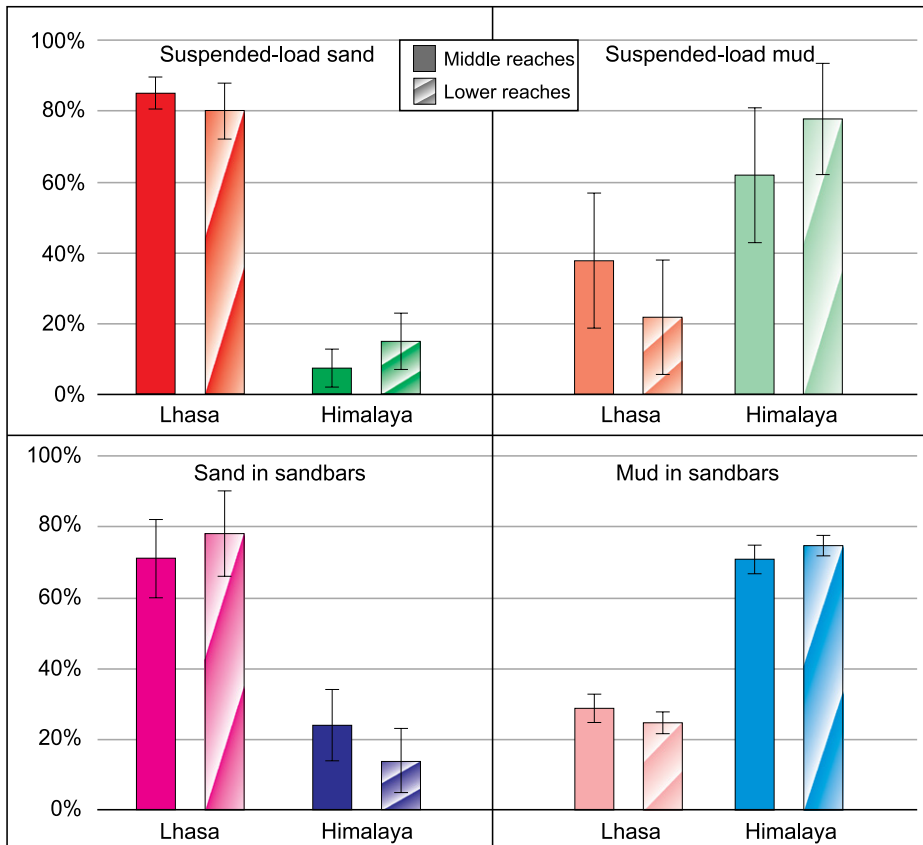 100%
80%
60%
40%
20%
0%
Suspended-load sand
Middle reaches
Lower reaches
Suspended-load mud
Lhasa
Himalaya
Lhasa
Himalaya
100%
80%
60%
40%
20%
0%
Sand in sandbars
Mud in sandbars
Lhasa
Himalaya
Lhasa
Himalaya